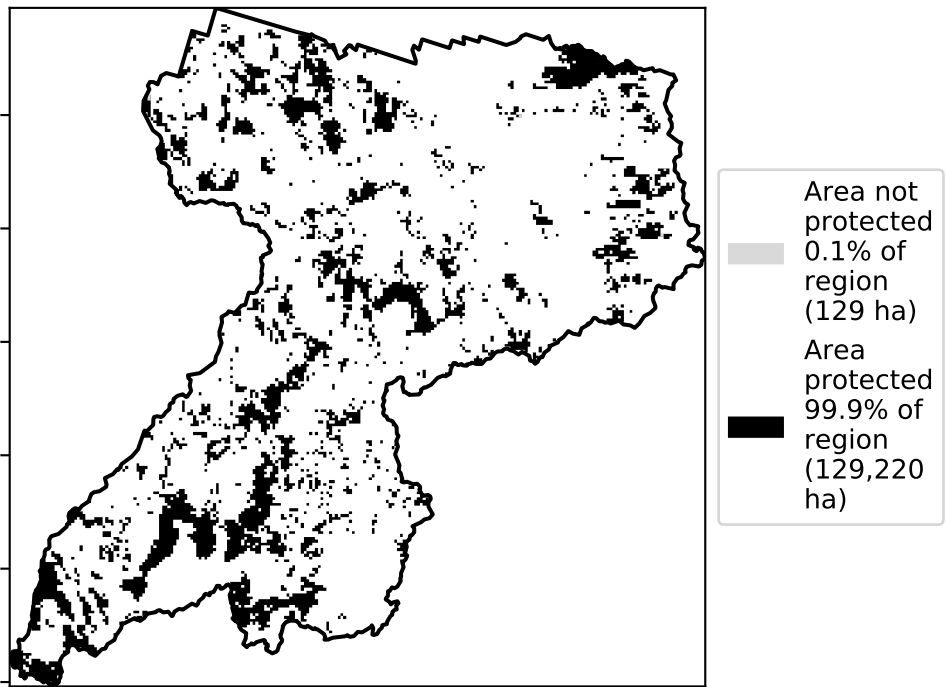 Area not
protected
0.1% of
region
(129 ha)
Area
protected
99.9% of
region
(129,220
ha)